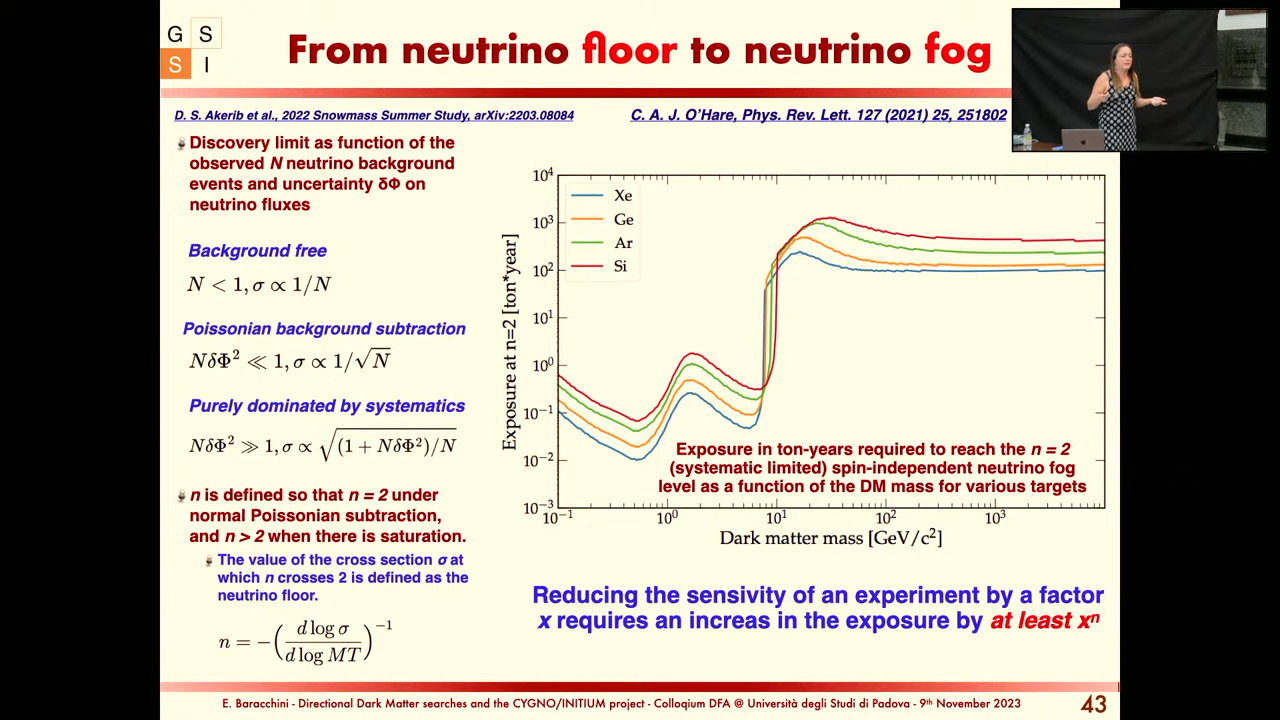 G S
S I
From neutrino floor to neutrino fog
D. S. Akerib et al., 2022 Snowmass Summer Study, arXiv:2203.08084
C. A. J. O'Hare, Phys. Rev. Lett. 127 (2021) 25, 251802
Discovery limit as function of the
observed N neutrino background
events and uncertainty δΦ on
neutrino fluxes
Background free
N < 1, σ ∝ 1/N
Poissonian background subtraction
NδΦ² ≪ 1, σ ∝ 1/√N
Purely dominated by systematics
NδΦ² ≫ 1, σ ∝ √((1 + NδΦ²)/N)
n is defined so that n = 2 under
normal Poissonian subtraction,
and n > 2 when there is saturation.
The value of the cross section σ at
which n crosses 2 is defined as the
neutrino floor.
n = −(d log σ / d log MT)⁻¹
Exposure at n=2 [ton*year]
10⁴
10³
10²
10¹
10⁰
10⁻¹
10⁻²
10⁻³
Xe
Ge
Ar
Si
Exposure in ton-years required to reach the n = 2
(systematic limited) spin-independent neutrino fog
level as a function of the DM mass for various targets
10⁻¹ 10⁰ 10¹ 10² 10³
Dark matter mass [GeV/c²]
Reducing the sensivity of an experiment by a factor
x requires an increas in the exposure by at least xⁿ
E. Baracchini - Directional Dark Matter searches and the CYGNO/INITIUM project - Colloqium DFA @ Università degli Studi di Padova - 9th November 2023
43